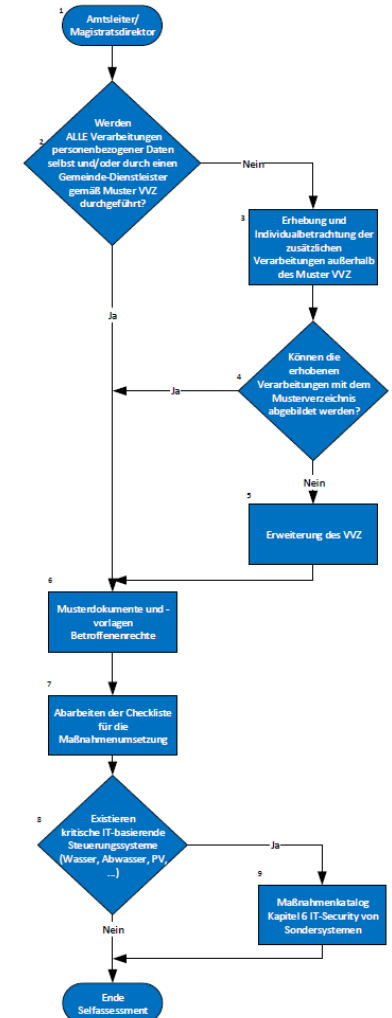 1
Amtsleiter/
Magistratsdirektor
2
Werden
ALLE Verarbeitungen
personenbezogener Daten
selbst und/oder durch einen
Gemeinde-Dienstleister
gemäß Muster VVZ
durchgeführt?
Nein
3
Erhebung und
Individualbetrachtung der
zusätzlichen
Verarbeitungen außerhalb
des Muster VVZ
Ja
4
Können die
erhobenen
Verarbeitungen mit dem
Musterverzeichnis
abgebildet werden?
Ja
Nein
5
Erweiterung des VVZ
6
Musterdokumente und -
vorlagen
Betroffenenrechte
7
Abarbeiten der Checkliste
für die
Maßnahmenumsetzung
8
Existieren
kritische IT-basierende
Steuerungssysteme
(Wasser, Abwasser, PV,
...)
Ja
9
Maßnahmenkatalog
Kapitel 6 IT-Security von
Sondersystemen
Nein
Ende
Selfassessment